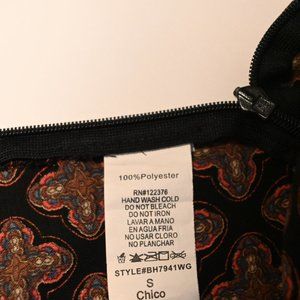 100%Polyester
RN#122376
HAND WASH COLD
DO NOT BLEACH
DO NOT IRON
LAVAR A MANO
EN AGUA FRIA
NO USAR CLORO
NO PLANCHAR
STYLE#BH7941WG
S
Chico